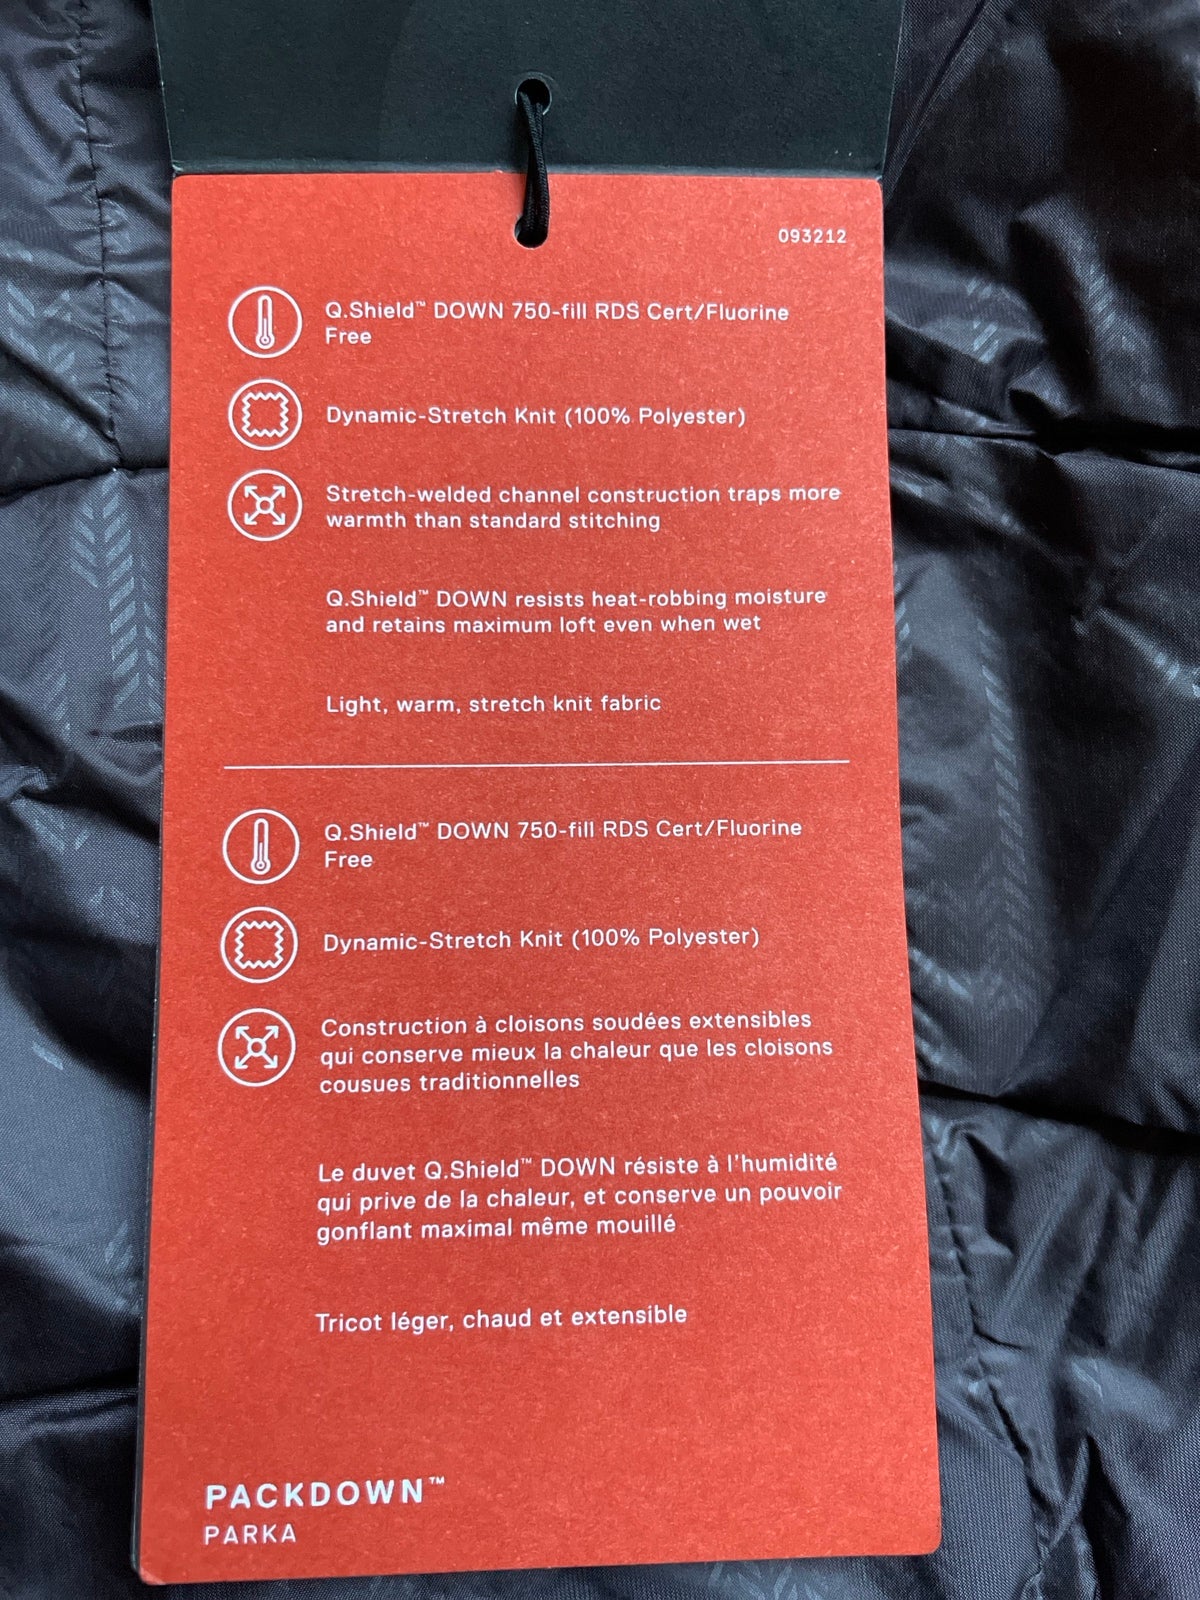 093212
Q.Shield™ DOWN 750-fill RDS Cert/Fluorine
Free
Dynamic-Stretch Knit (100% Polyester)
Stretch-welded channel construction traps more
warmth than standard stitching
Q.Shield™ DOWN resists heat-robbing moisture
and retains maximum loft even when wet
Light, warm, stretch knit fabric
Q.Shield™ DOWN 750-fill RDS Cert/Fluorine
Free
Dynamic-Stretch Knit (100% Polyester)
Construction à cloisons soudées extensibles
qui conserve mieux la chaleur que les cloisons
cousues traditionnelles
Le duvet Q.Shield™ DOWN résiste à l'humidité
qui prive de la chaleur, et conserve un pouvoir
gonflant maximal même mouillé
Tricot léger, chaud et extensible
PACKDOWN™
PARKA